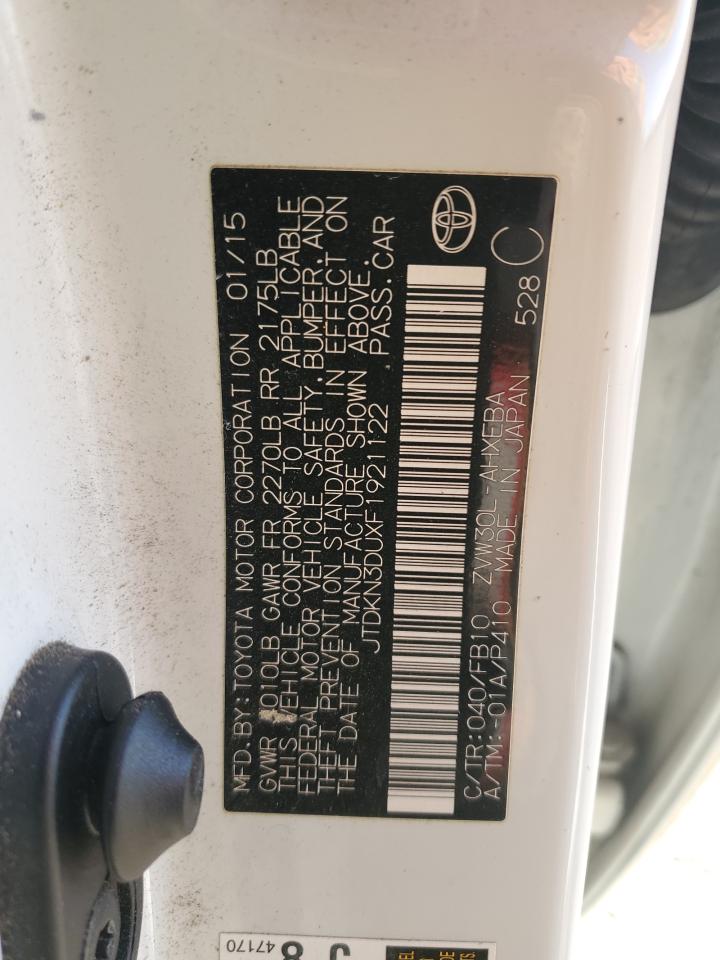 MFD.BY:TOYOTA MOTOR CORPORATION 01/15
GVWR 010LB GAWR FR 2270LB RR 2175LB
THIS VEHICLE CONFORMS TO ALL APPLICABLE
FEDERAL MOTOR VEHICLE SAFETY,BUMPER,AND
THEFT PREVENTION STANDARDS IN EFFECT ON
THE DATE OF MANUFACTURE SHOWN ABOVE.
JTDKN3DUXF1921122 PASS.CAR
C/TR:040/FB10 ZVW30L-AHXEBA
A/TM:-01A/P410 MADE IN JAPAN
528 C
J 8
47170